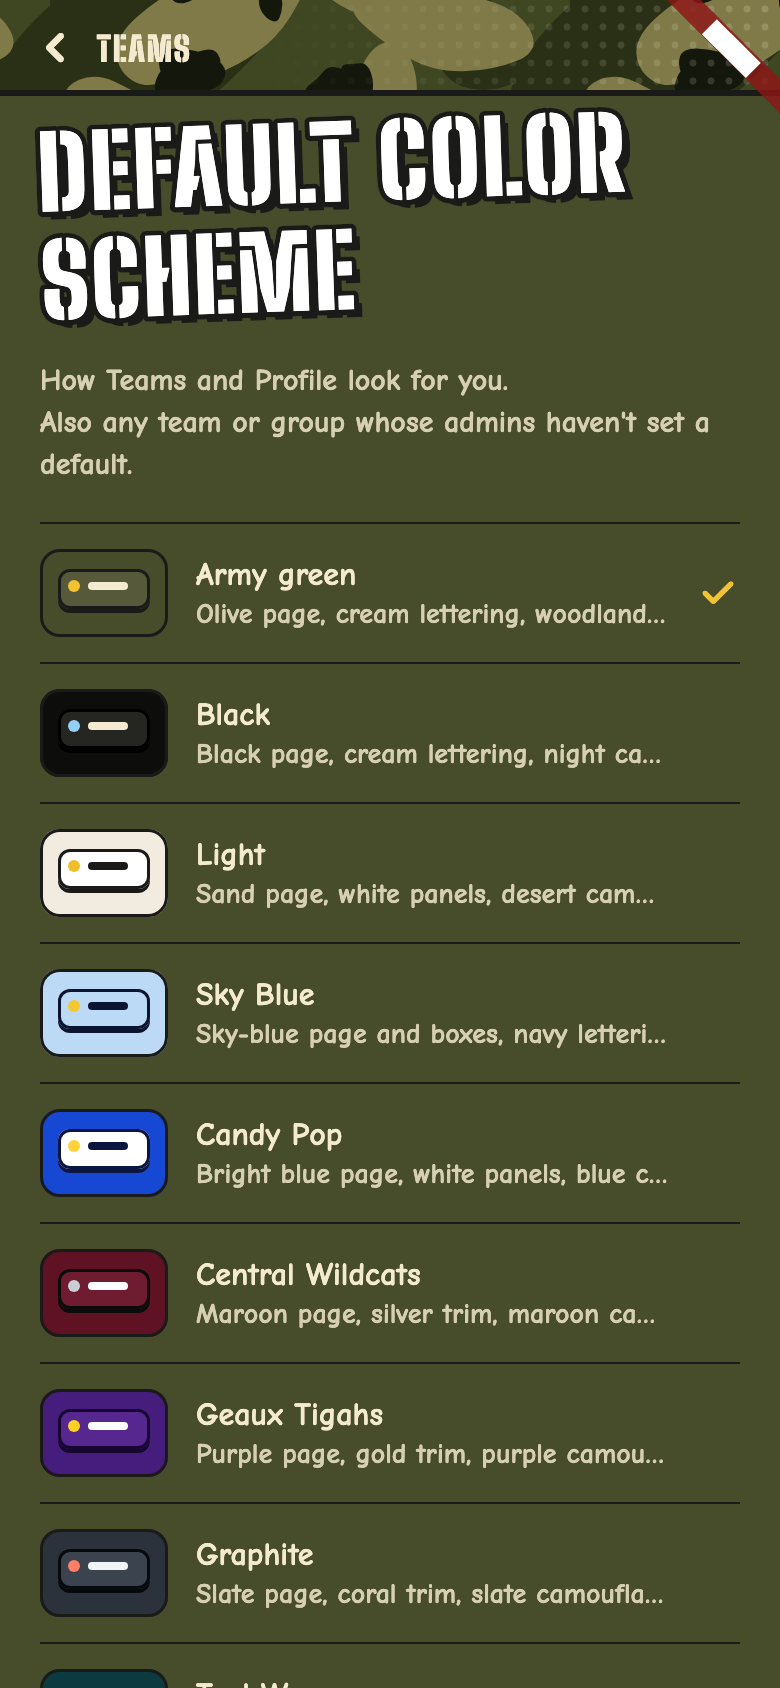 TEAMS
DEFAULT COLOR
SCHEME
How Teams and Profile look for you.
Also any team or group whose admins haven't set a
default.
Army green
Olive page, cream lettering, woodland...
Black
Black page, cream lettering, night ca...
Light
Sand page, white panels, desert cam...
Sky Blue
Sky-blue page and boxes, navy letteri...
Candy Pop
Bright blue page, white panels, blue c...
Central Wildcats
Maroon page, silver trim, maroon ca...
Geaux Tigahs
Purple page, gold trim, purple camou...
Graphite
Slate page, coral trim, slate camoufla...